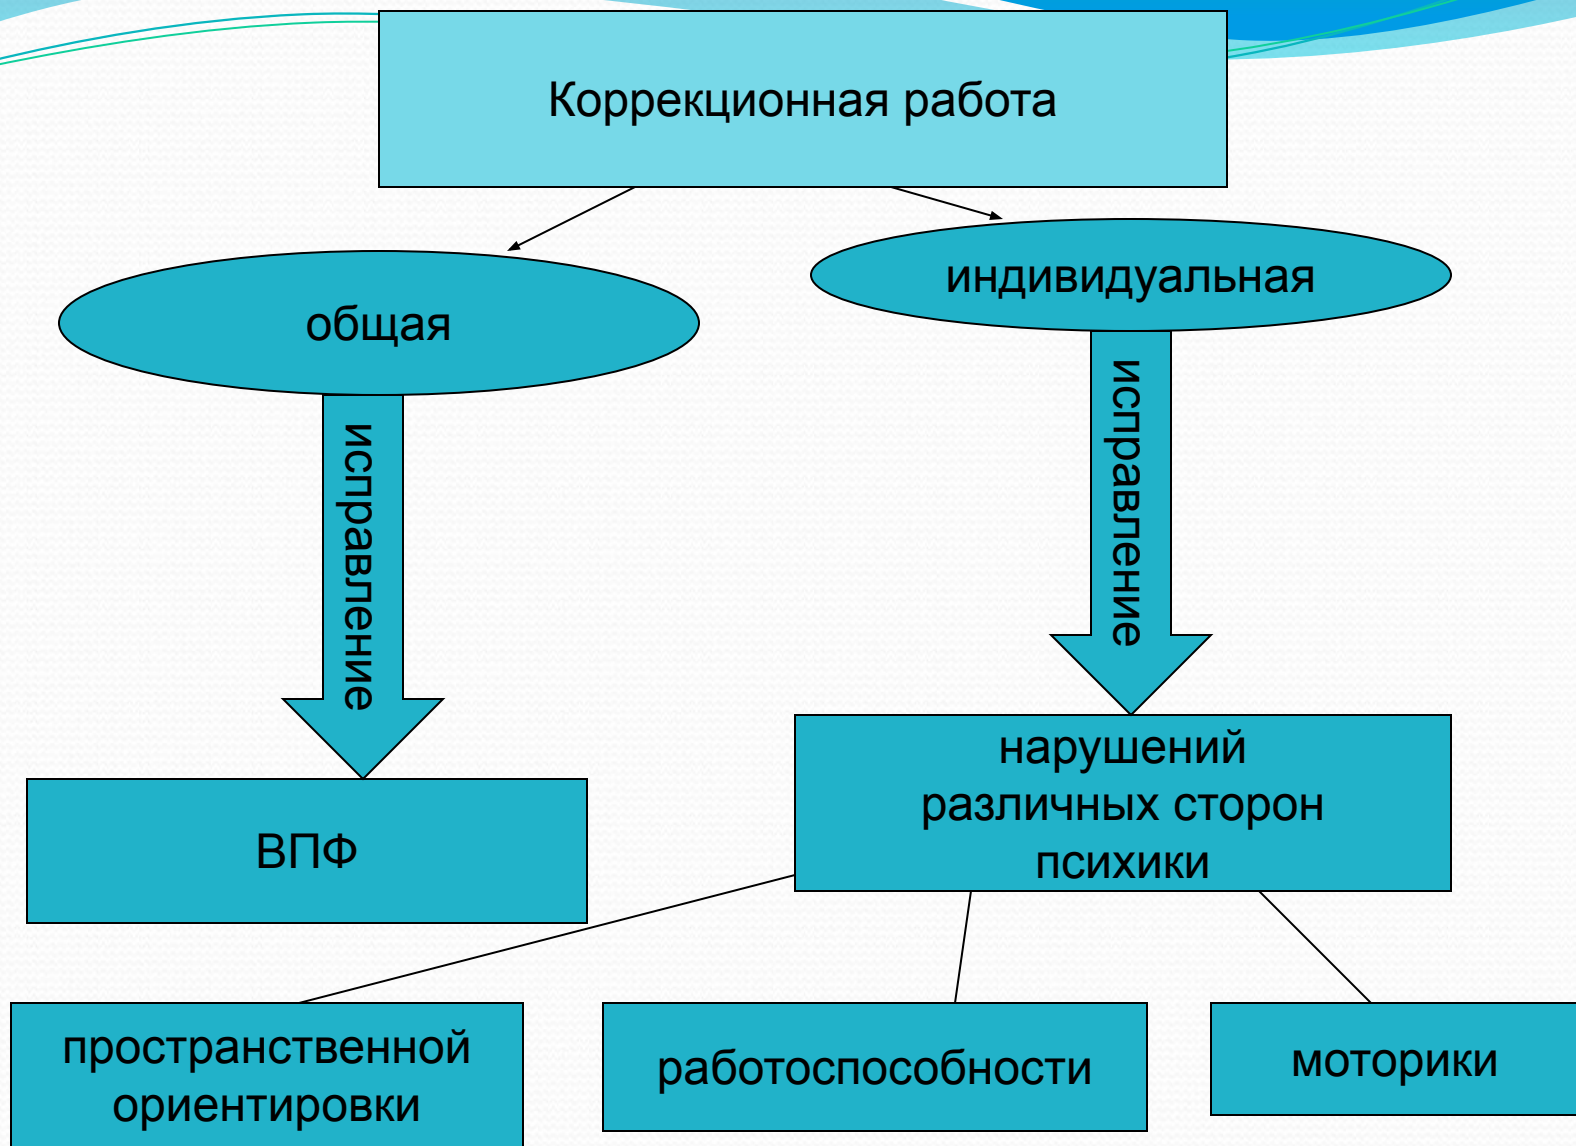 Коррекционная работа
общая
индивидуальная
исправление
исправление
ВПФ
нарушений
различных сторон
психики
пространственной
ориентировки
работоспособности
моторики